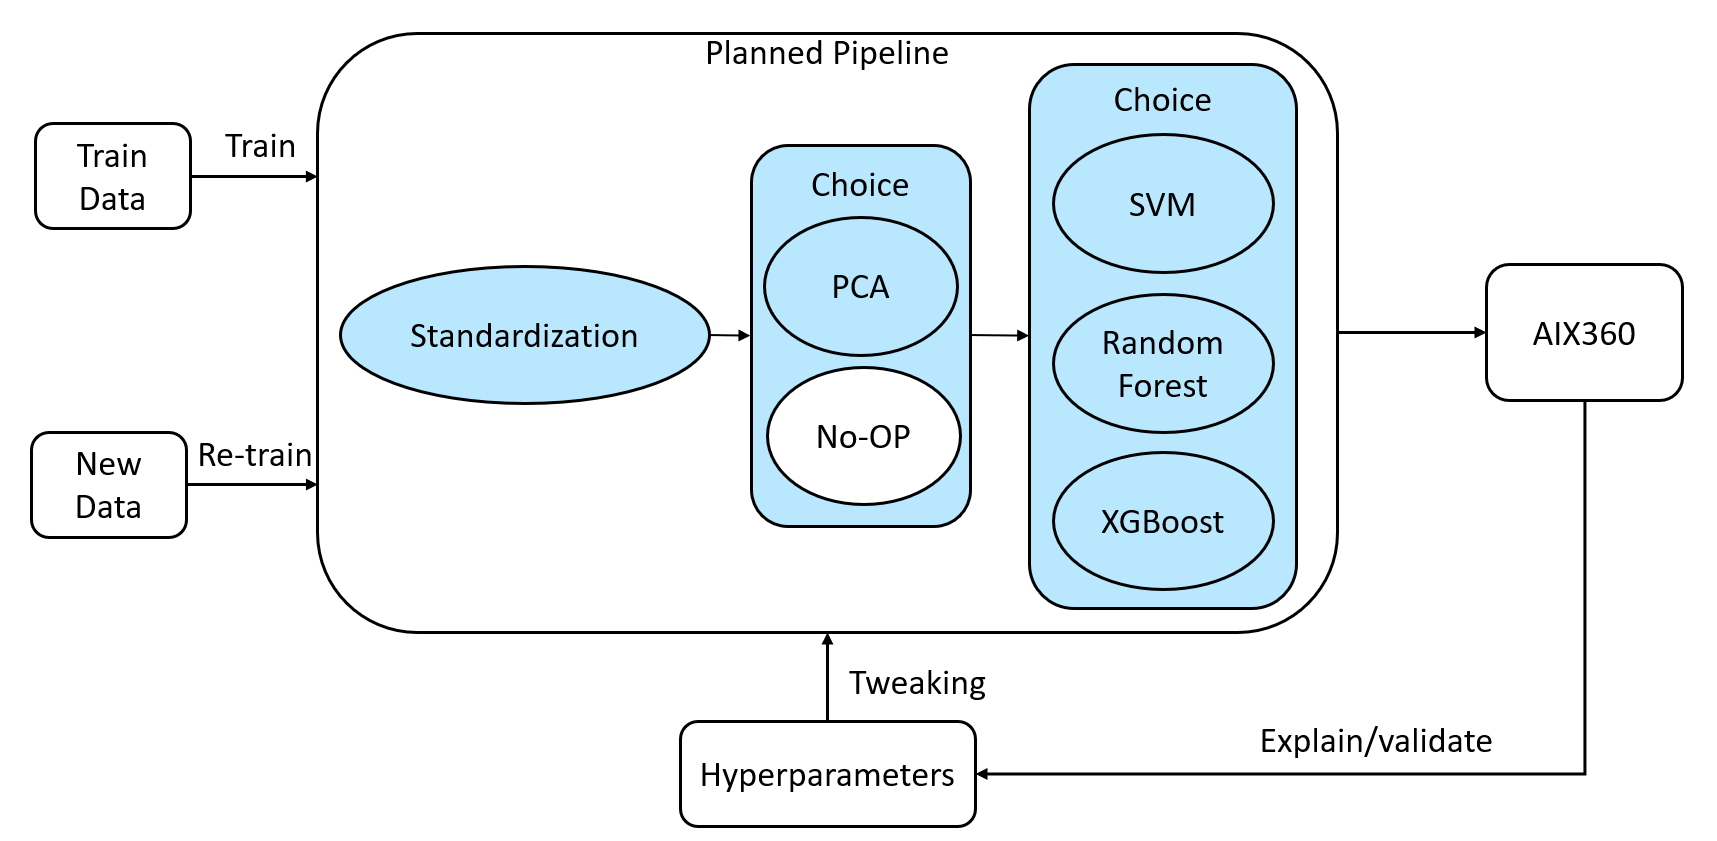 Planned Pipeline
Train
Data
Train
New
Data
Re-train
Standardization
Choice
PCA
No-OP
Choice
SVM
Random
Forest
XGBoost
AIX360
Tweaking
Hyperparameters
Explain/validate